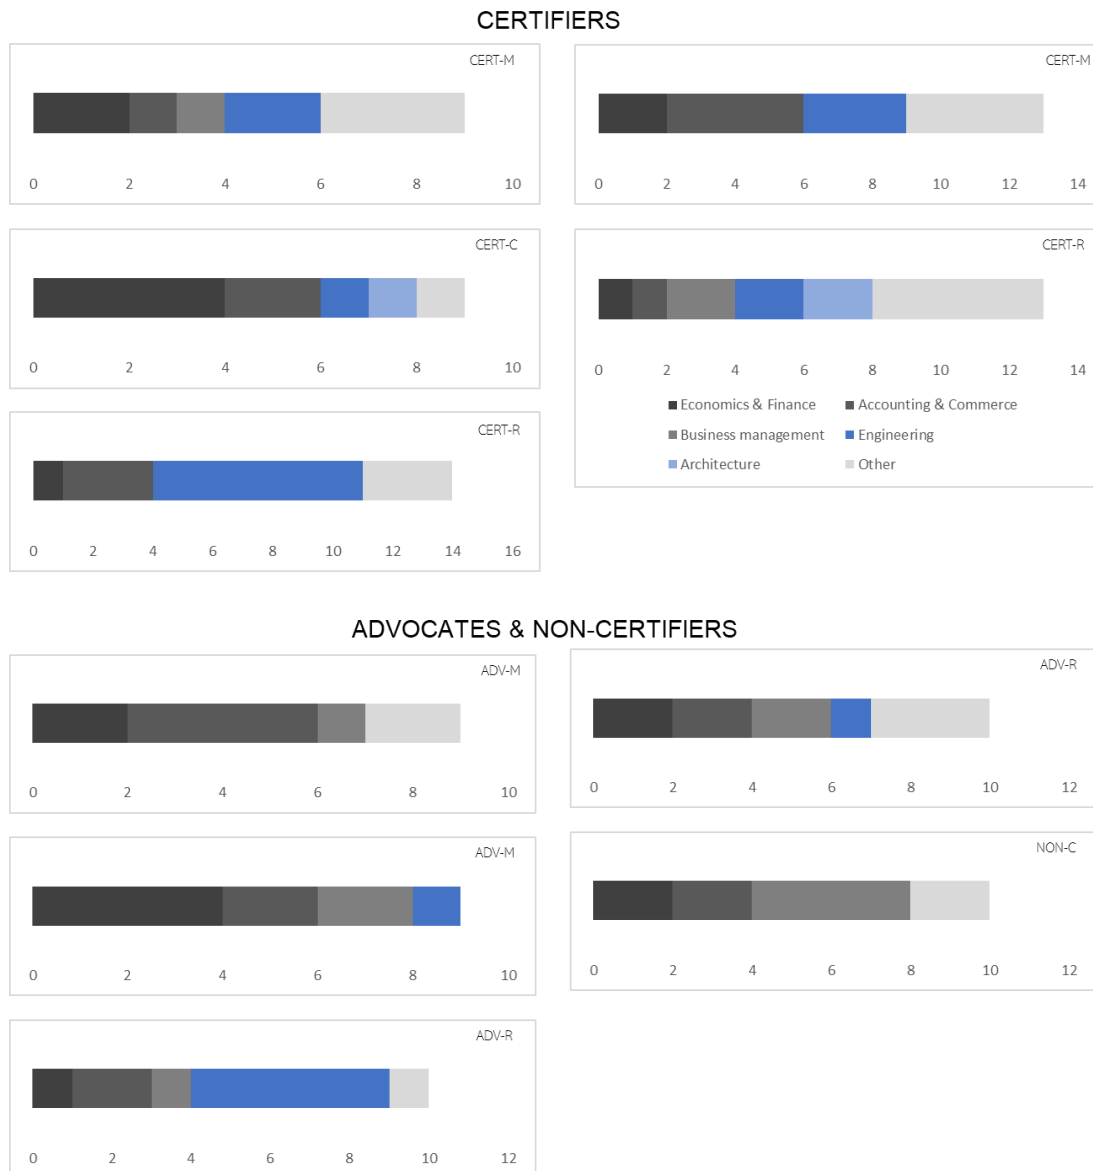 CERTIFIERS
CERT-M
0 2 4 6 8 10
CERT-M
0 2 4 6 8 10 12 14
CERT-C
0 2 4 6 8 10
CERT-R
0 2 4 6 8 10 12 14
Economics & Finance Accounting & Commerce
Business management Engineering
Architecture Other
CERT-R
0 2 4 6 8 10 12 14 16
ADVOCATES & NON-CERTIFIERS
ADV-M
0 2 4 6 8 10
ADV-R
0 2 4 6 8 10 12
ADV-M
0 2 4 6 8 10
NON-C
0 2 4 6 8 10 12
ADV-R
0 2 4 6 8 10 12